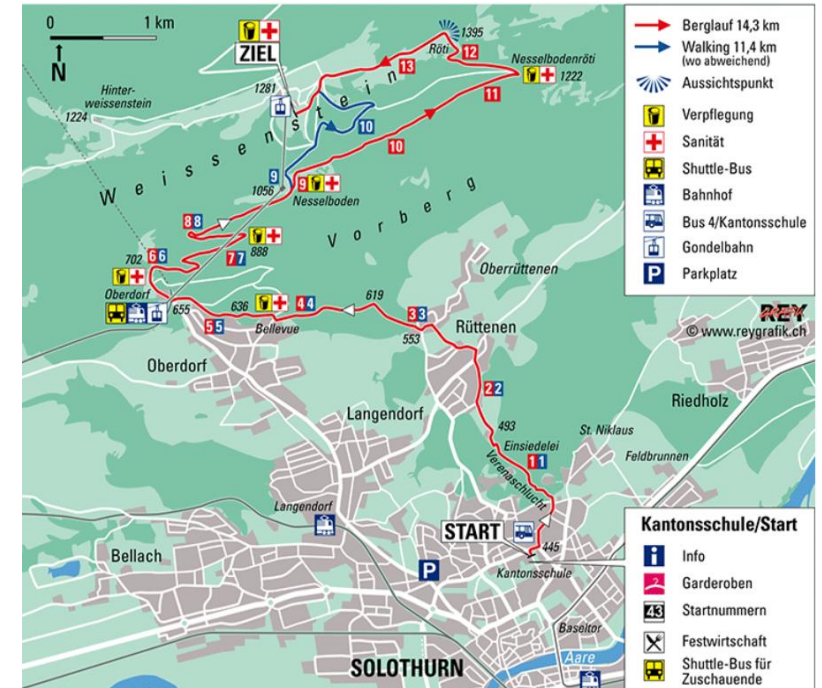 0 1 km
N
ZIEL
1395
Röti
12
13
Nesselbodenröti
1222
11
Hinter-
weissenstein
1224
1281
Weissenstein
10
10
9
1056
9
Nesselboden
Vorberg
8 8
888
7 7
702
6 6
Oberdorf
655
5 5
636
Bellevue
4 4
619
3 3
553
Oberrüttenen
Rüttenen
Oberdorf
Langendorf
2 2
493
Einsiedelei
1 1
Verenaschlucht
St. Niklaus
Feldbrunnen
Riedholz
Langendorf
START
445
Kantonsschule
Bellach
P
Baseltor
Aare
SOLOTHURN
Berglauf 14,3 km
Walking 11,4 km
(wo abweichend)
Aussichtspunkt
Verpflegung
Sanität
Shuttle-Bus
Bahnhof
Bus 4/Kantonsschule
Gondelbahn
P Parkplatz
REY
© www.reygrafik.ch
Kantonsschule/Start
i Info
Garderoben
43 Startnummern
Festwirtschaft
Shuttle-Bus für
Zuschauende